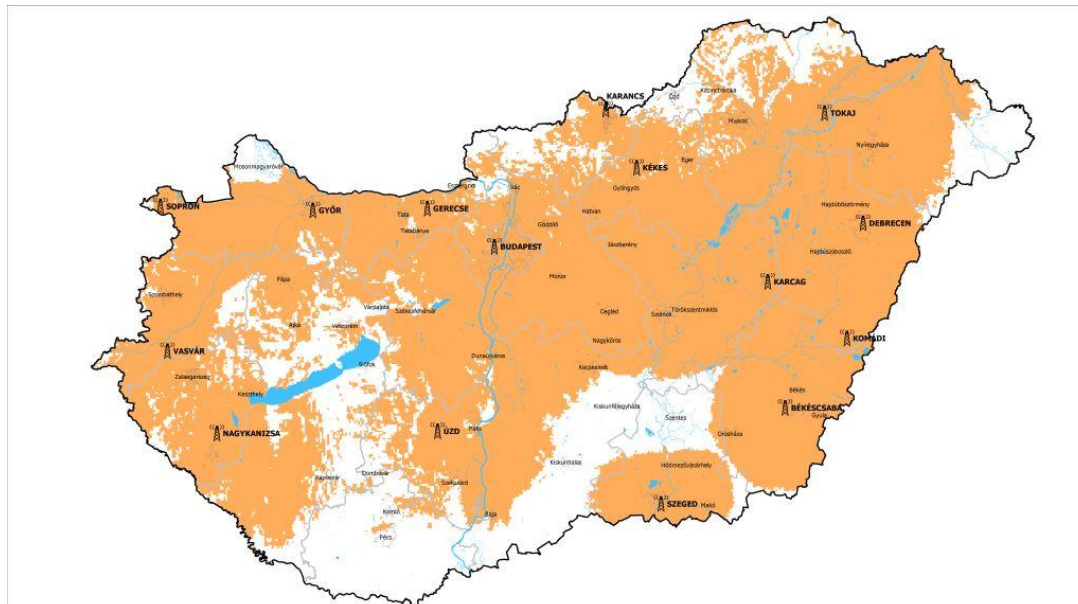 KARANCS
Ózd
Kazincbarcika
Miskolc
TOKAJ
Nyíregyháza
Mosonmagyaróvár
KÉKES
Eger
Gyöngyös
Esztergom
Vác
SOPRON
GYŐR
GERECSE
Tata
Tatabánya
Gödöllő
Hatvan
Hajdúböszörmény
DEBRECEN
BUDAPEST
Jászberény
Hajdúszoboszló
Monor
Pápa
KARCAG
Szombathely
Várpalota
Székesfehérvár
Cegléd
Szolnok
Törökszentmiklós
Ajka
Veszprém
Nagykőrös
KOMÁDI
VASVÁR
Dunaújváros
Siófok
Kecskemét
Zalaegerszeg
Keszthely
Békés
BÉKÉSCSABA
Gyula
Kiskunfélegyháza
Szentes
NAGYKANIZSA
ÚZD
Paks
Orosháza
Kiskunhalas
Hódmezővásárhely
Kaposvár
Dombóvár
Szekszárd
SZEGED
Makó
Komló
Baja
Pécs